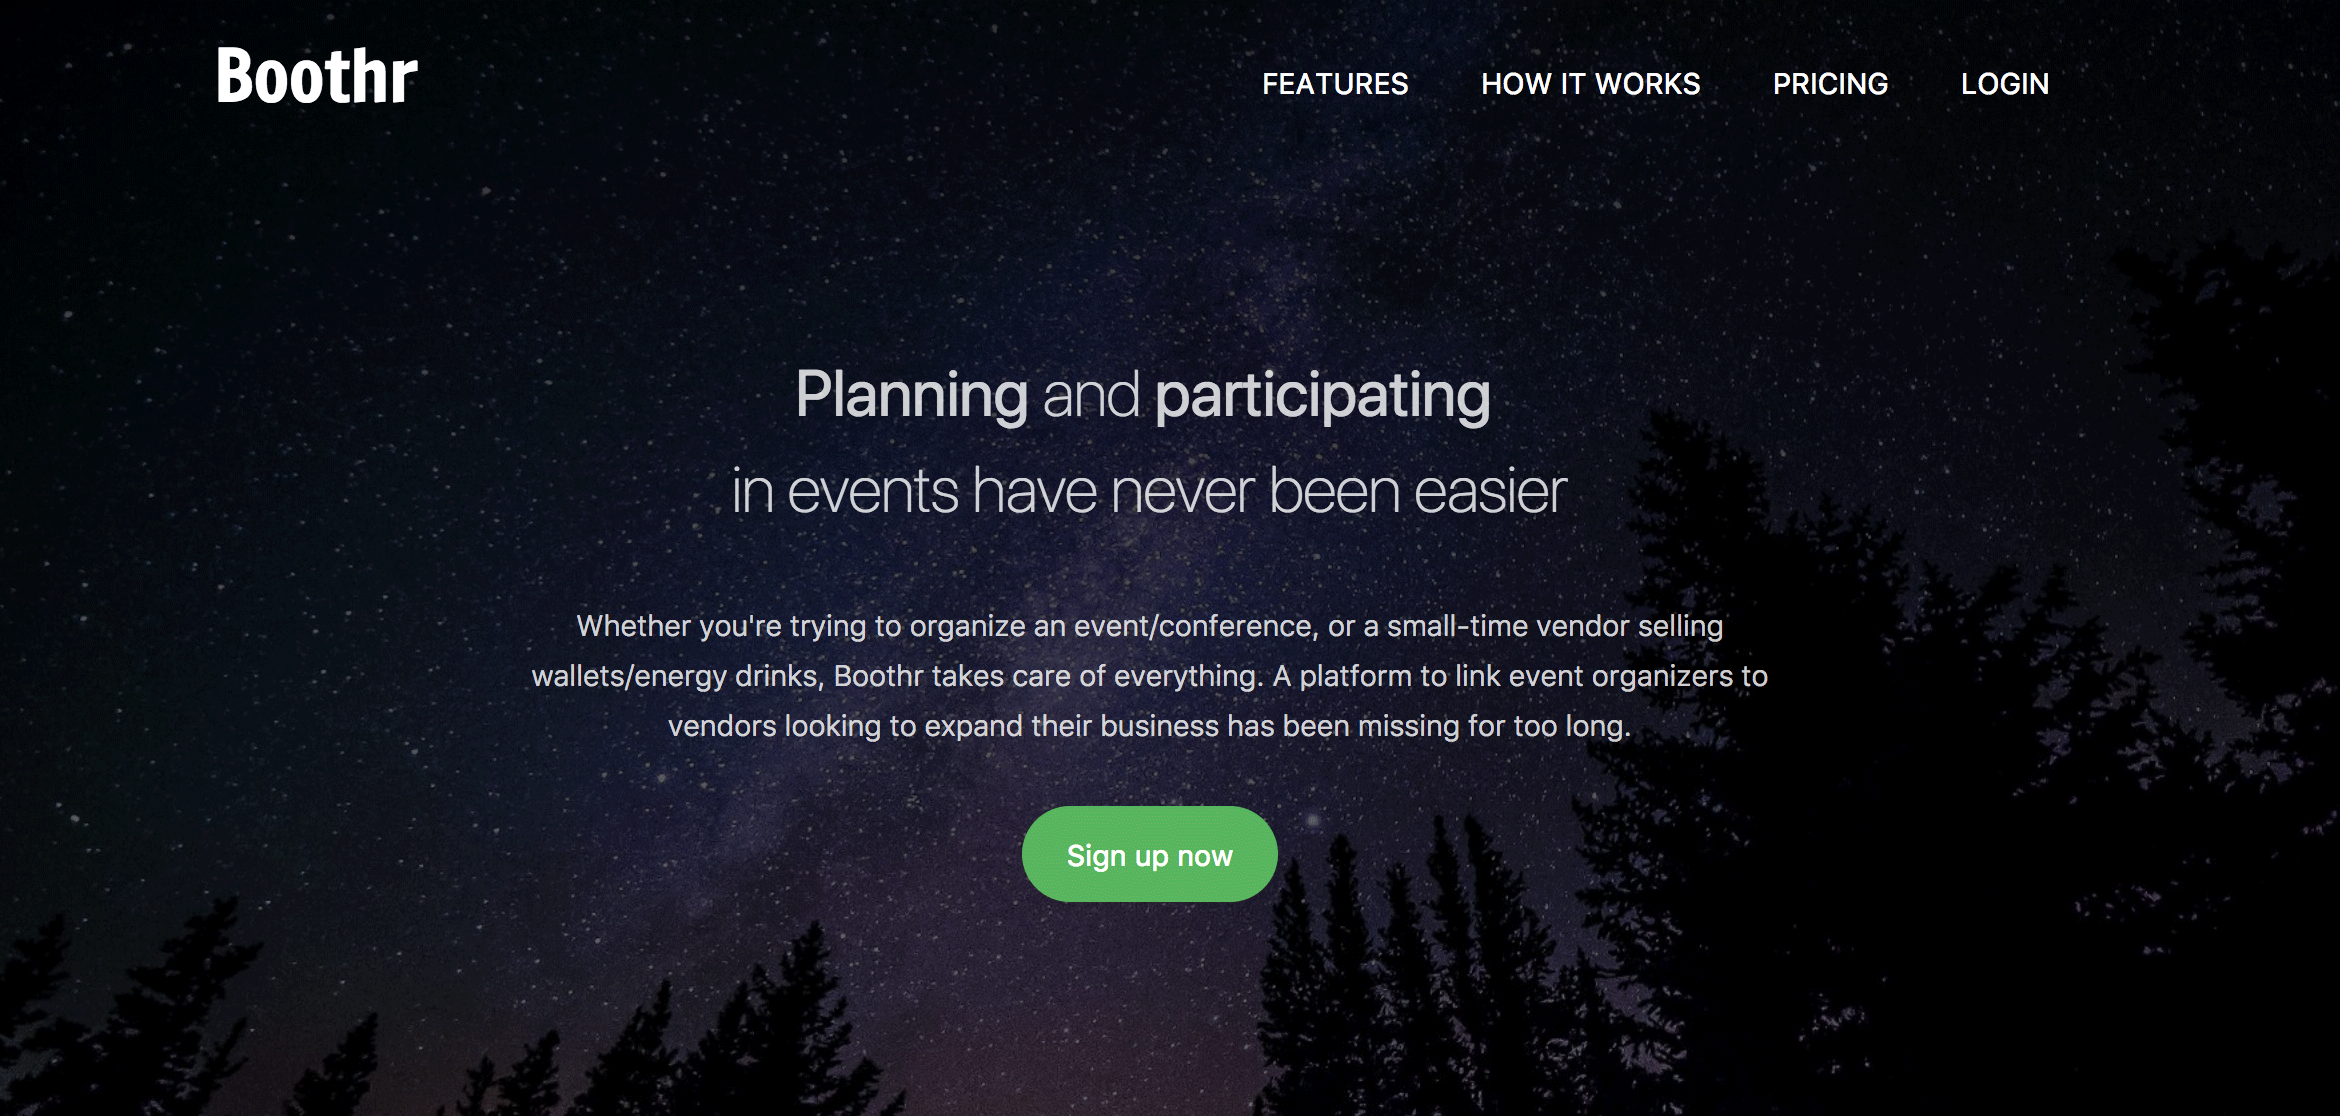 Boothr
FEATURES
HOW IT WORKS
PRICING
LOGIN
Planning and participating
in events have never been easier
Whether you're trying to organize an event/conference, or a small-time vendor selling
wallets/energy drinks, Boothr takes care of everything. A platform to link event organizers to
vendors looking to expand their business has been missing for too long.
Sign up now